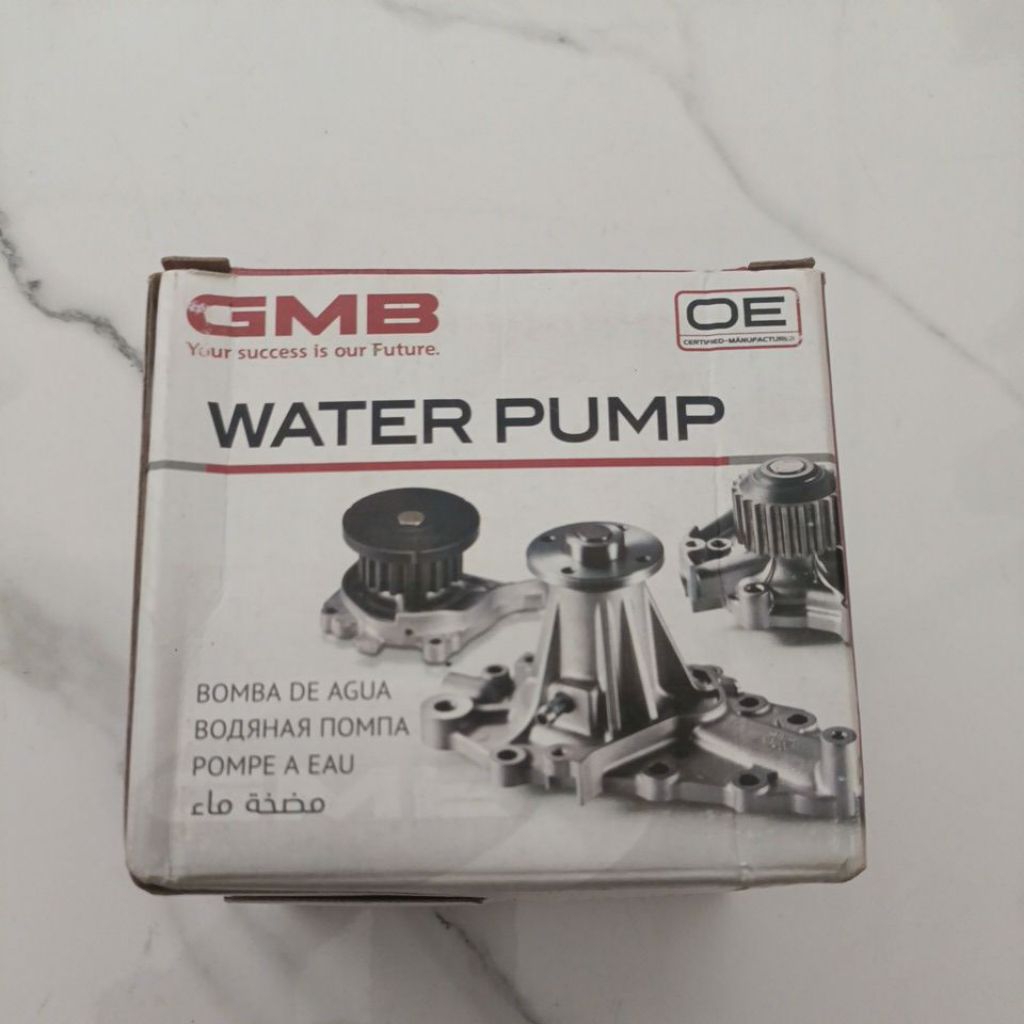 GMB
Your success is our Future.
OE
CERTIFIED-MANUFACTURER
WATER PUMP
BOMBA DE AGUA
ВОДЯНАЯ ПОМПА
POMPE A EAU
مضخة ماء